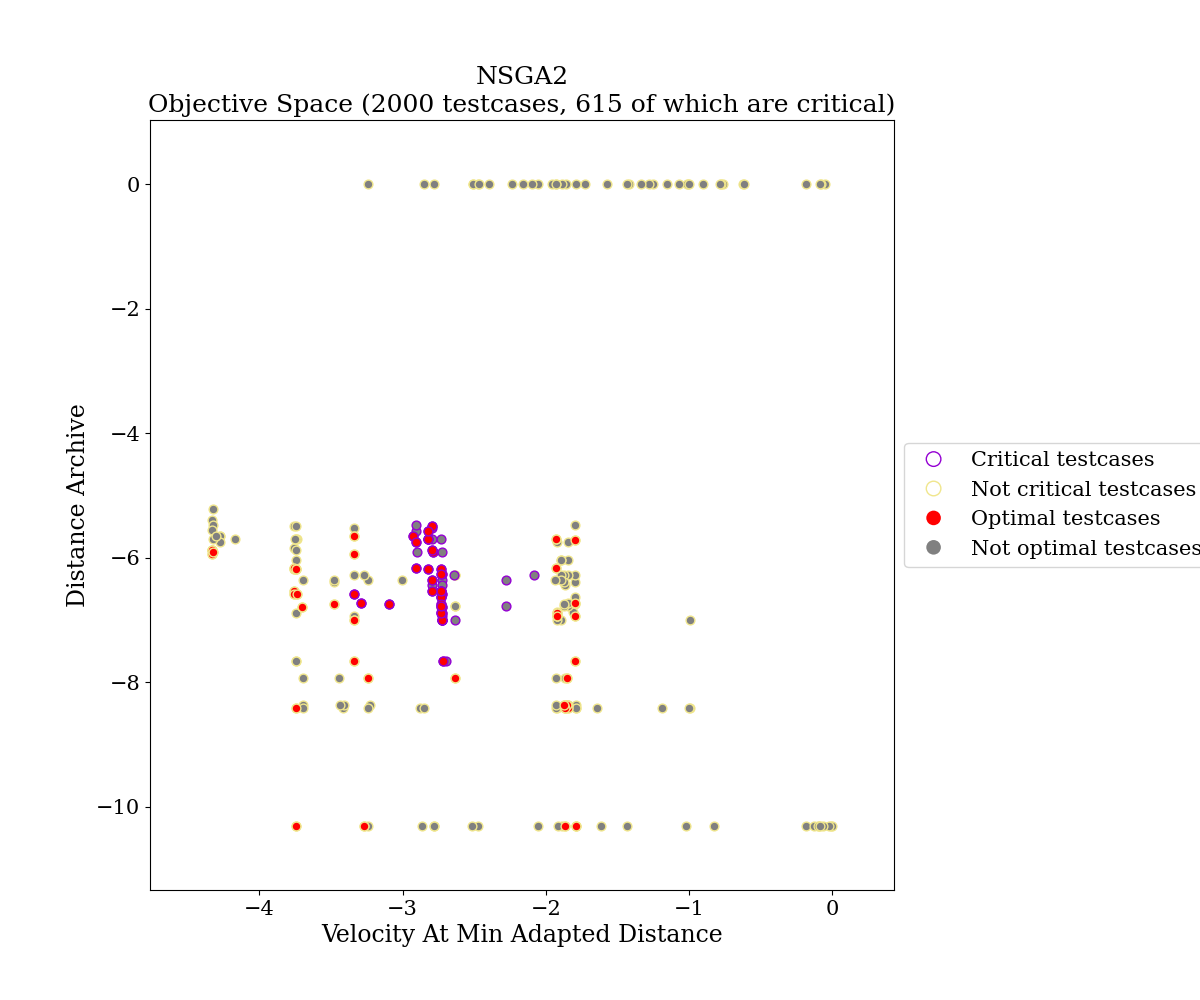 NSGA2
Objective Space (2000 testcases, 615 of which are critical)
0
−2
−4
−6
−8
−10
Distance Archive
−4
−3
−2
−1
0
Velocity At Min Adapted Distance
Critical testcases
Not critical testcases
Optimal testcases
Not optimal testcases